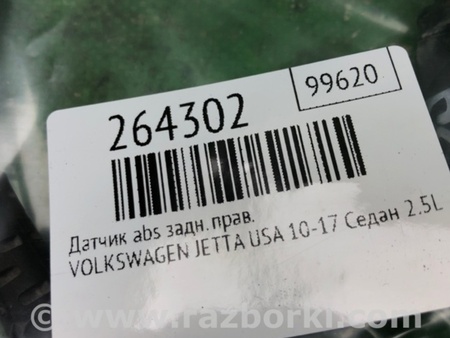 99620
264302
Датчик abs задн.прав.
VOLKSWAGEN JETTA USA 10-17 Седан 2.5L
© www.razborki.com